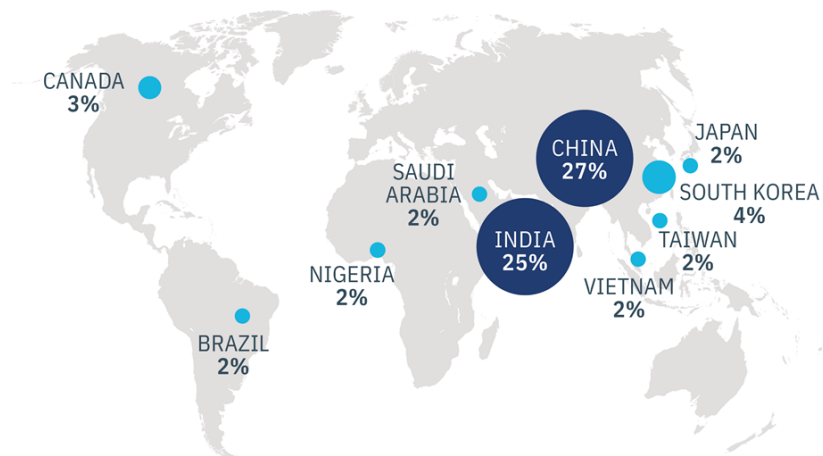 CANADA
3%
CHINA
27%
JAPAN
2%
SAUDI
ARABIA
2%
SOUTH KOREA
4%
INDIA
25%
TAIWAN
2%
NIGERIA
2%
VIETNAM
2%
BRAZIL
2%